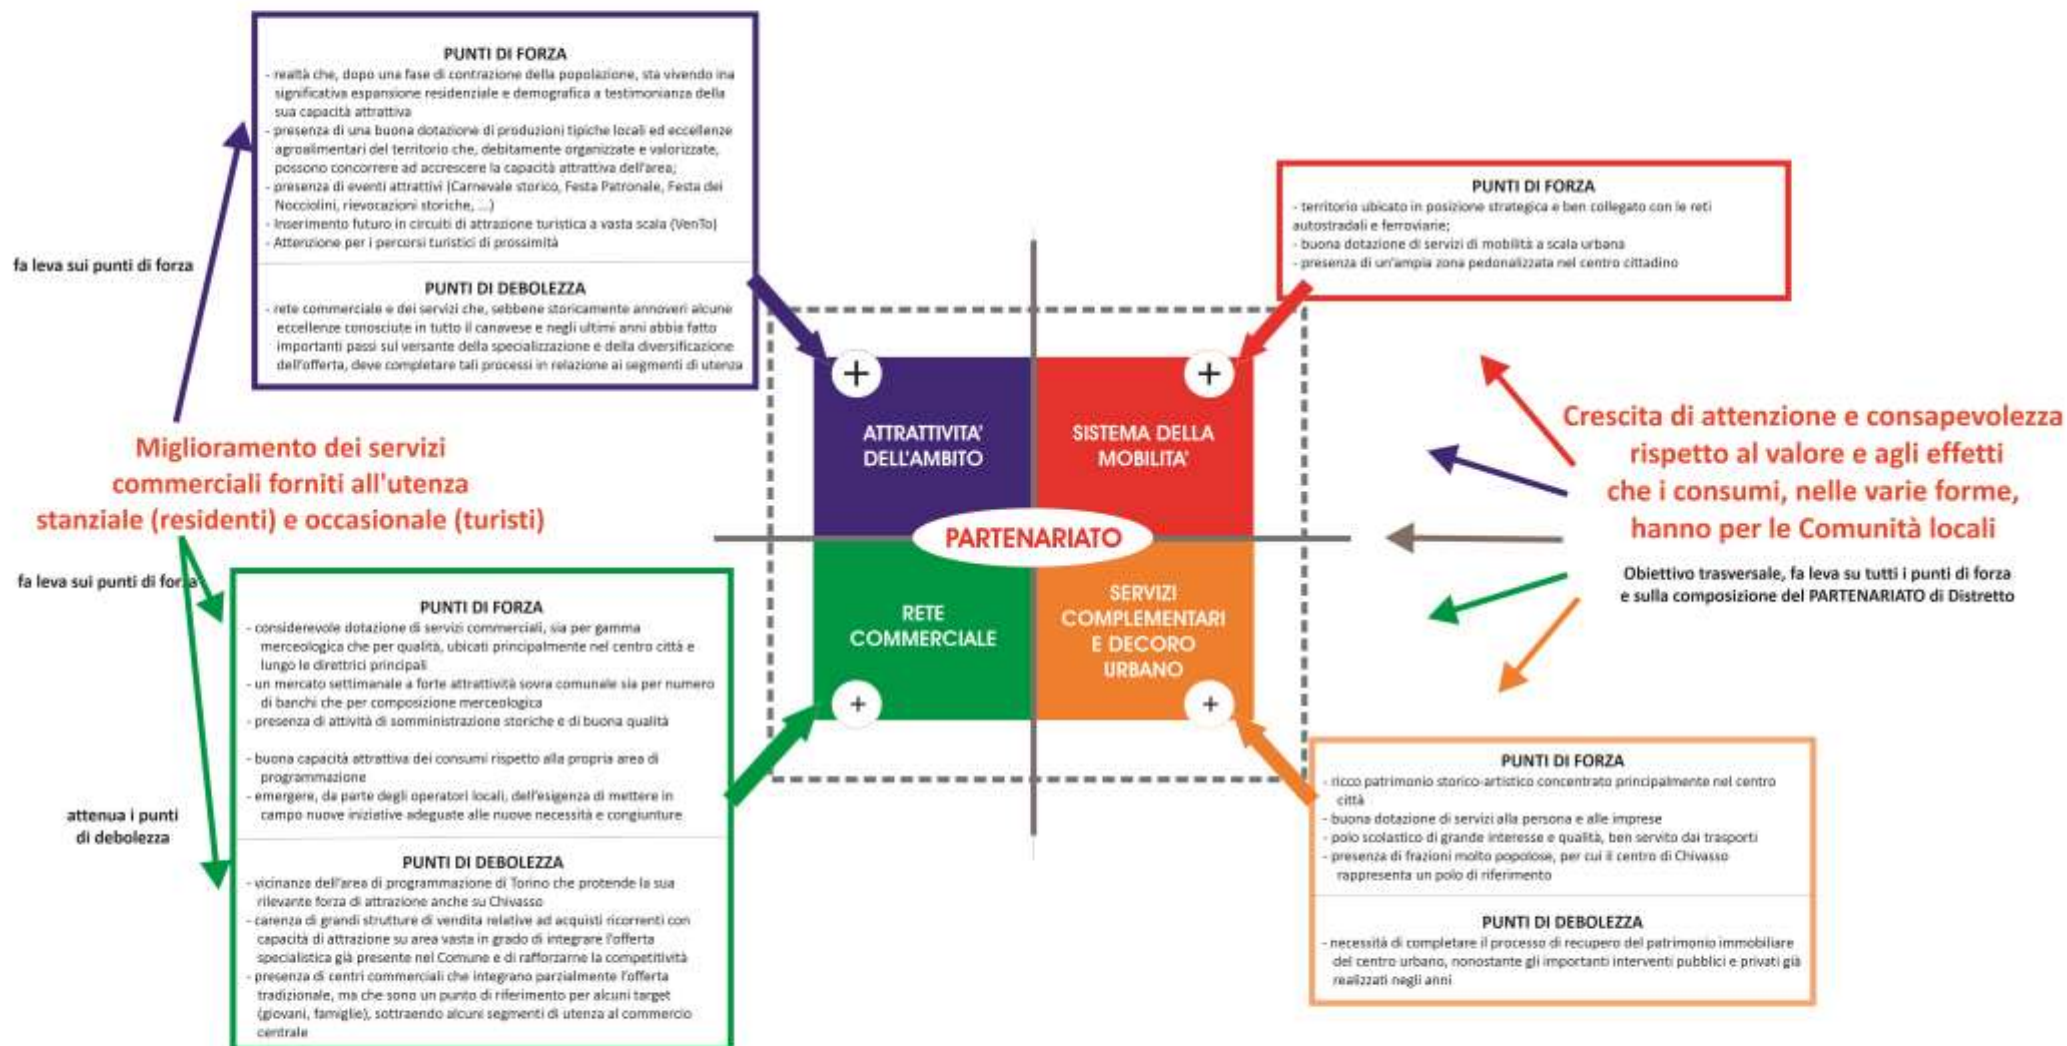 PUNTI DI FORZA
- realtà che, dopo una fase di contrazione della popolazione, sta vivendo ina
significativa espansione residenziale e demografica a testimonianza della
sua capacità attrattiva
- presenza di una buona dotazione di produzioni tipiche locali ed eccellenze
agroalimentari del territorio che, debitamente organizzate e valorizzate,
possono concorrere ad accrescere la capacità attrattiva dell'area;
- presenza di eventi attrattivi (Carnevale storico, Festa Patronale, Festa dei
Nocciolini, rievocazioni storiche, ...)
- Inserimento futuro in circuiti di attrazione turistica a vasta scala (VenTo)
- Attenzione per i percorsi turistici di prossimità
PUNTI DI DEBOLEZZA
- rete commerciale e dei servizi che, sebbene storicamente annoveri alcune
eccellenze conosciute in tutto il canavese e negli ultimi anni abbia fatto
importanti passi sul versante della specializzazione e della diversificazione
dell'offerta, deve completare tali processi in relazione ai segmenti di utenza
fa leva sui punti di forza
Miglioramento dei servizi
commerciali forniti all'utenza
stanziale (residenti) e occasionale (turisti)
fa leva sui punti di forza
attenua i punti
di debolezza
PUNTI DI FORZA
- considerevole dotazione di servizi commerciali, sia per gamma
merceologica che per qualità, ubicati principalmente nel centro città e
lungo le direttrici principali
- un mercato settimanale a forte attrattività sovra comunale sia per numero
di banchi che per composizione merceologica
- presenza di attività di somministrazione storiche e di buona qualità
- buona capacità attrattiva dei consumi rispetto alla propria area di
programmazione
- emergere, da parte degli operatori locali, dell'esigenza di mettere in
campo nuove iniziative adeguate alle nuove necessità e congiunture
PUNTI DI DEBOLEZZA
- vicinanza dell'area di programmazione di Torino che protende la sua
rilevante forza di attrazione anche su Chivasso
- carenza di grandi strutture di vendita relative ad acquisti ricorrenti con
capacità di attrazione su area vasta in grado di integrare l'offerta
specialistica già presente nel Comune e di rafforzarne la competitività
- presenza di centri commerciali che integrano parzialmente l'offerta
tradizionale, ma che sono un punto di riferimento per alcuni target
(giovani, famiglie), sottraendo alcuni segmenti di utenza al commercio
centrale
+
+
ATTRATTIVITA'
DELL'AMBITO
SISTEMA DELLA
MOBILITA'
PARTENARIATO
RETE
COMMERCIALE
SERVIZI
COMPLEMENTARI
E DECORO
URBANO
+
+
PUNTI DI FORZA
- territorio ubicato in posizione strategica e ben collegato con le reti
autostradali e ferroviarie;
- buona dotazione di servizi di mobilità a scala urbana
- presenza di un'ampia zona pedonalizzata nel centro cittadino
Crescita di attenzione e consapevolezza
rispetto al valore e agli effetti
che i consumi, nelle varie forme,
hanno per le Comunità locali
Obiettivo trasversale, fa leva su tutti i punti di forza
e sulla composizione del PARTENARIATO di Distretto
PUNTI DI FORZA
- ricco patrimonio storico-artistico concentrato principalmente nel centro
città
- buona dotazione di servizi alla persona e alle imprese
- polo scolastico di grande interesse e qualità, ben servito dai trasporti
- presenza di frazioni molto popolose, per cui il centro di Chivasso
rappresenta un polo di riferimento
PUNTI DI DEBOLEZZA
- necessità di completare il processo di recupero del patrimonio immobiliare
del centro urbano, nonostante gli importanti interventi pubblici e privati già
realizzati negli anni